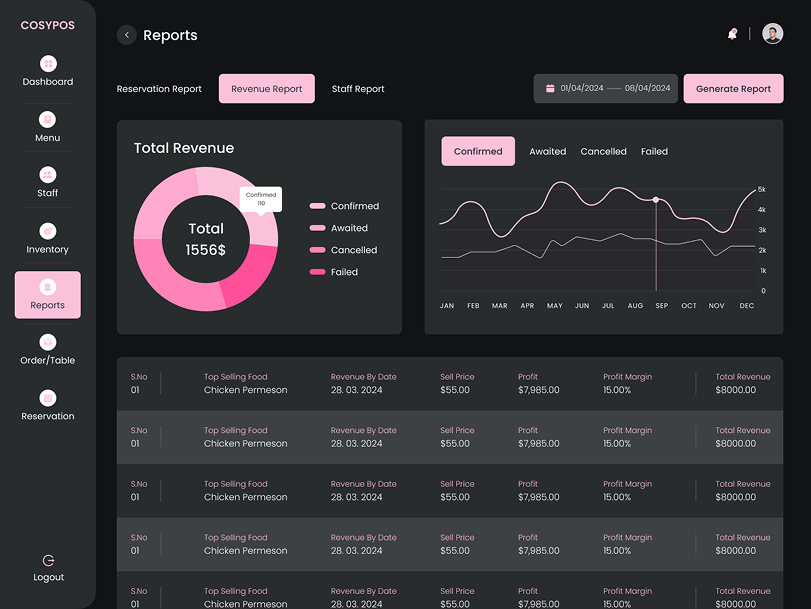 COSYPOS
Dashboard
Menu
Staff
Inventory
Reports
Order/Table
Reservation
Logout
Reports
Reservation Report
Revenue Report
Staff Report
01/04/2024 —— 08/04/2024
Generate Report
Total Revenue
Confirmed
110
Total
1556$
Confirmed
Awaited
Cancelled
Failed
Confirmed
Awaited
Cancelled
Failed
5k
4k
3k
2k
1k
0
JAN FEB MAR APR MAY JUN JUL AUG SEP OCT NOV DEC
S.No Top Selling Food Revenue By Date Sell Price Profit Profit Margin Total Revenue
01 Chicken Permeson 28. 03. 2024 $55.00 $7,985.00 15.00% $8000.00
S.No Top Selling Food Revenue By Date Sell Price Profit Profit Margin Total Revenue
01 Chicken Permeson 28. 03. 2024 $55.00 $7,985.00 15.00% $8000.00
S.No Top Selling Food Revenue By Date Sell Price Profit Profit Margin Total Revenue
01 Chicken Permeson 28. 03. 2024 $55.00 $7,985.00 15.00% $8000.00
S.No Top Selling Food Revenue By Date Sell Price Profit Profit Margin Total Revenue
01 Chicken Permeson 28. 03. 2024 $55.00 $7,985.00 15.00% $8000.00
S.No Top Selling Food Revenue By Date Sell Price Profit Profit Margin Total Revenue
01 Chicken Permeson 28. 03. 2024 $55.00 $7,985.00 15.00% $8000.00